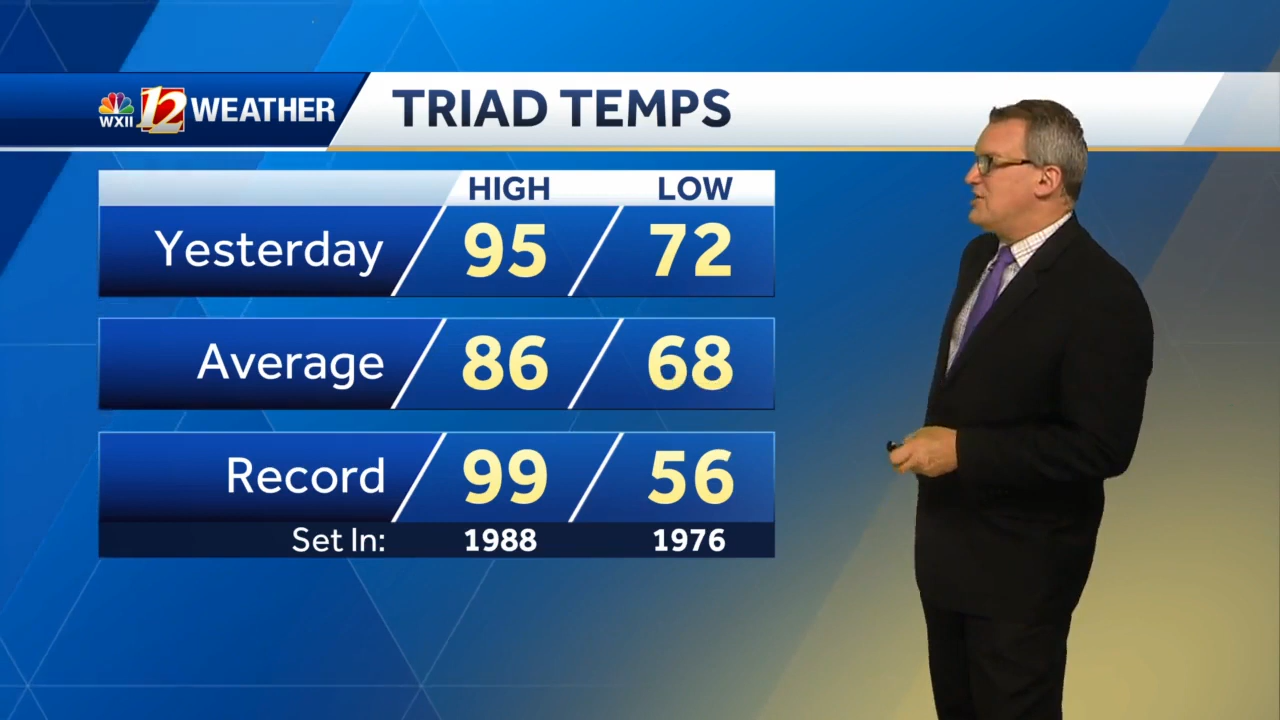 WXII 12 WEATHER
TRIAD TEMPS
HIGH LOW
Yesterday 95 72
Average 86 68
Record 99 56
Set In: 1988 1976